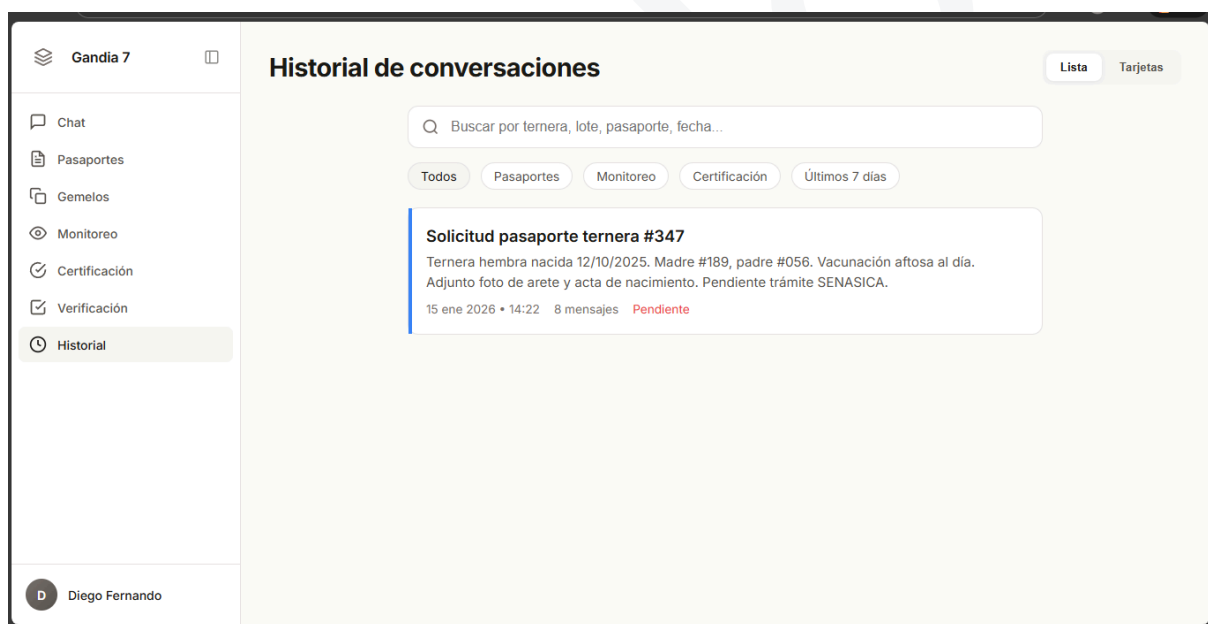 Gandia 7
Chat
Pasaportes
Gemelos
Monitoreo
Certificación
Verificación
Historial
D
Diego Fernando
Historial de conversaciones
Lista
Tarjetas
Buscar por ternera, lote, pasaporte, fecha...
Todos
Pasaportes
Monitoreo
Certificación
Últimos 7 días
Solicitud pasaporte ternera #347
Ternera hembra nacida 12/10/2025. Madre #189, padre #056. Vacunación aftosa al día.
Adjunto foto de arete y acta de nacimiento. Pendiente trámite SENASICA.
15 ene 2026 • 14:22 8 mensajes Pendiente